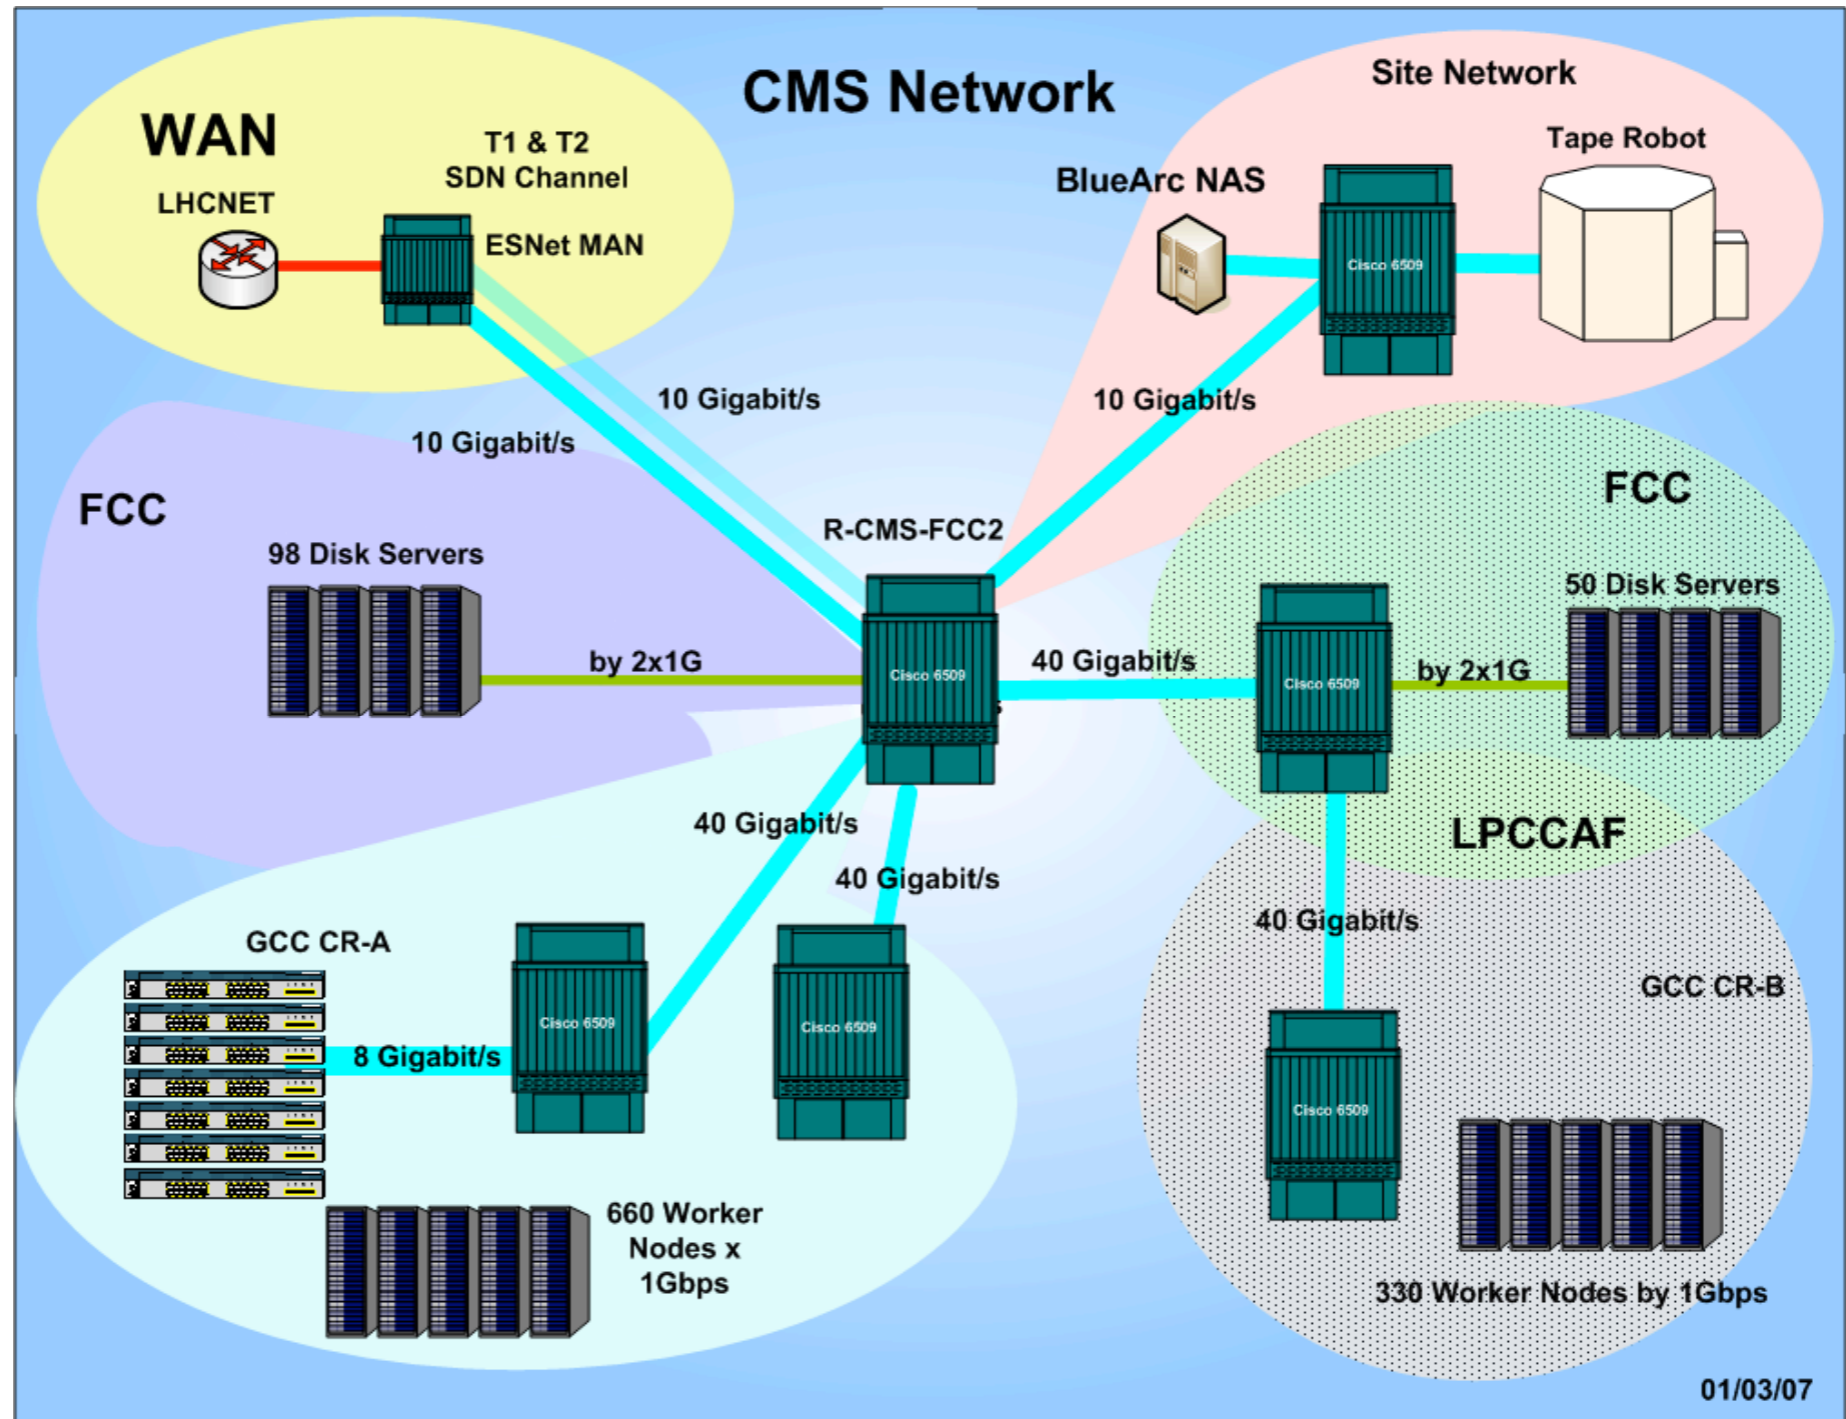 CMS Network
WAN
T1 & T2
SDN Channel
LHCNET
ESNet MAN
Site Network
Tape Robot
BlueArc NAS
Cisco 6509
10 Gigabit/s
10 Gigabit/s
10 Gigabit/s
FCC
98 Disk Servers
by 2x1G
R-CMS-FCC2
Cisco 6509
40 Gigabit/s
FCC
50 Disk Servers
Cisco 6509
by 2x1G
LPCCAF
40 Gigabit/s
40 Gigabit/s
40 Gigabit/s
GCC CR-A
8 Gigabit/s
Cisco 6509
Cisco 6509
660 Worker
Nodes x
1Gbps
GCC CR-B
Cisco 6509
330 Worker Nodes by 1Gbps
01/03/07